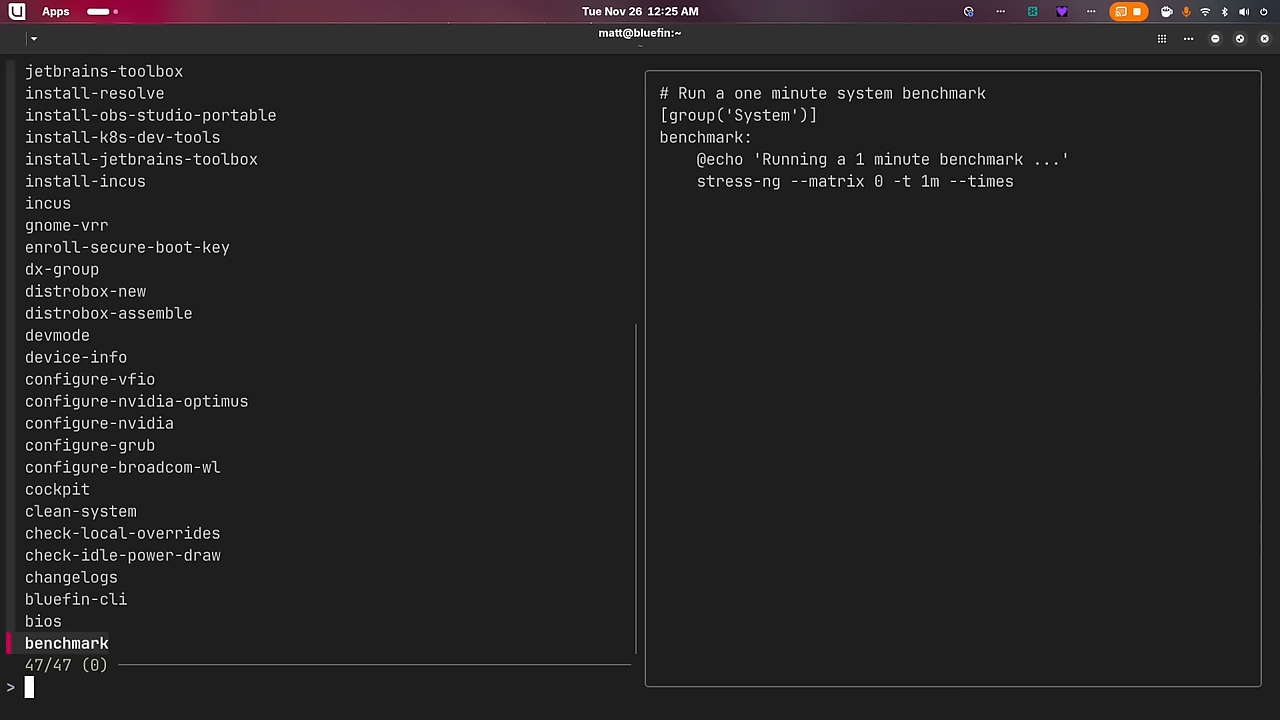 Apps
Tue Nov 26 12:25 AM
matt@bluefin:~
~
jetbrains-toolbox
install-resolve
install-obs-studio-portable
install-k8s-dev-tools
install-jetbrains-toolbox
install-incus
incus
gnome-vrr
enroll-secure-boot-key
dx-group
distrobox-new
distrobox-assemble
devmode
device-info
configure-vfio
configure-nvidia-optimus
configure-nvidia
configure-grub
configure-broadcom-wl
cockpit
clean-system
check-local-overrides
check-idle-power-draw
changelogs
bluefin-cli
bios
benchmark
47/47 (0)
>
# Run a one minute system benchmark
[group('System')]
benchmark:
    @echo 'Running a 1 minute benchmark ...'
    stress-ng --matrix 0 -t 1m --times